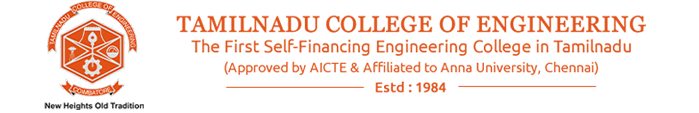 TAMILNADU COLLEGE OF ENGINEERING
COIMBATORE
New Heights Old Tradition
TAMILNADU COLLEGE OF ENGINEERING
The First Self-Financing Engineering College in Tamilnadu
(Approved by AICTE & Affiliated to Anna University, Chennai)
Estd : 1984